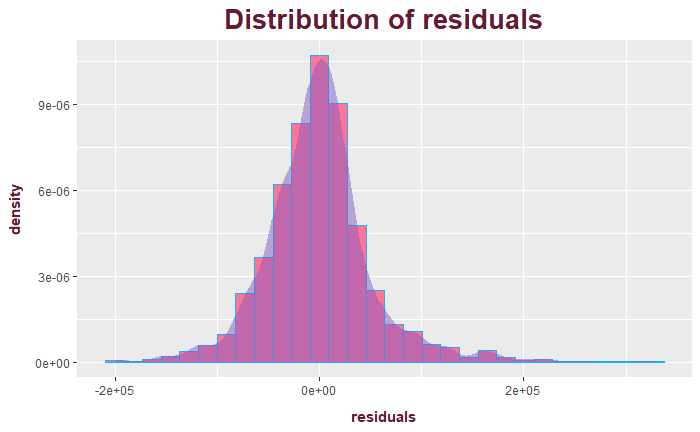 Distribution of residuals
density
9e-06
6e-06
3e-06
0e+00
-2e+05 0e+00 2e+05
residuals